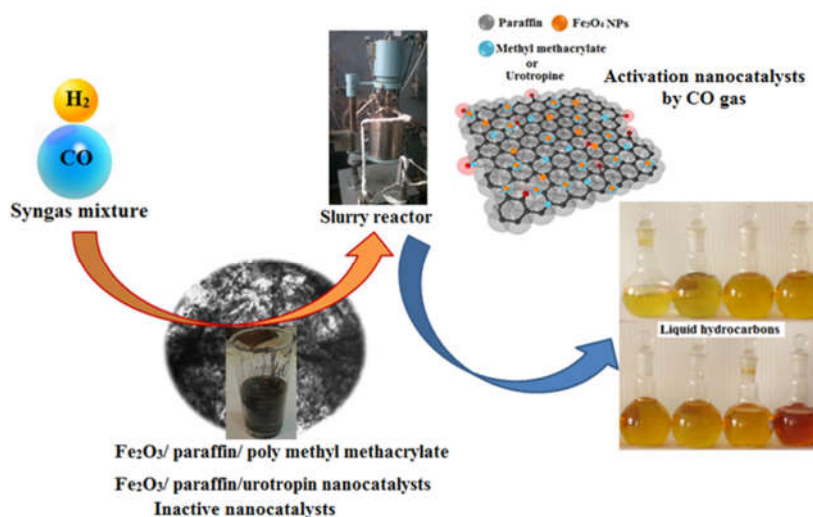 H₂
CO
Syngas mixture
Slurry reactor
Paraffin
Fe₃O₄ NPs
Methyl methacrylate
or
Urotropine
Activation nanocatalysts
by CO gas
Liquid hydrocarbons
Fe₂O₃/ paraffin/ poly methyl methacrylate
Fe₂O₃/ paraffin/urotropin nanocatalysts
Inactive nanocatalysts